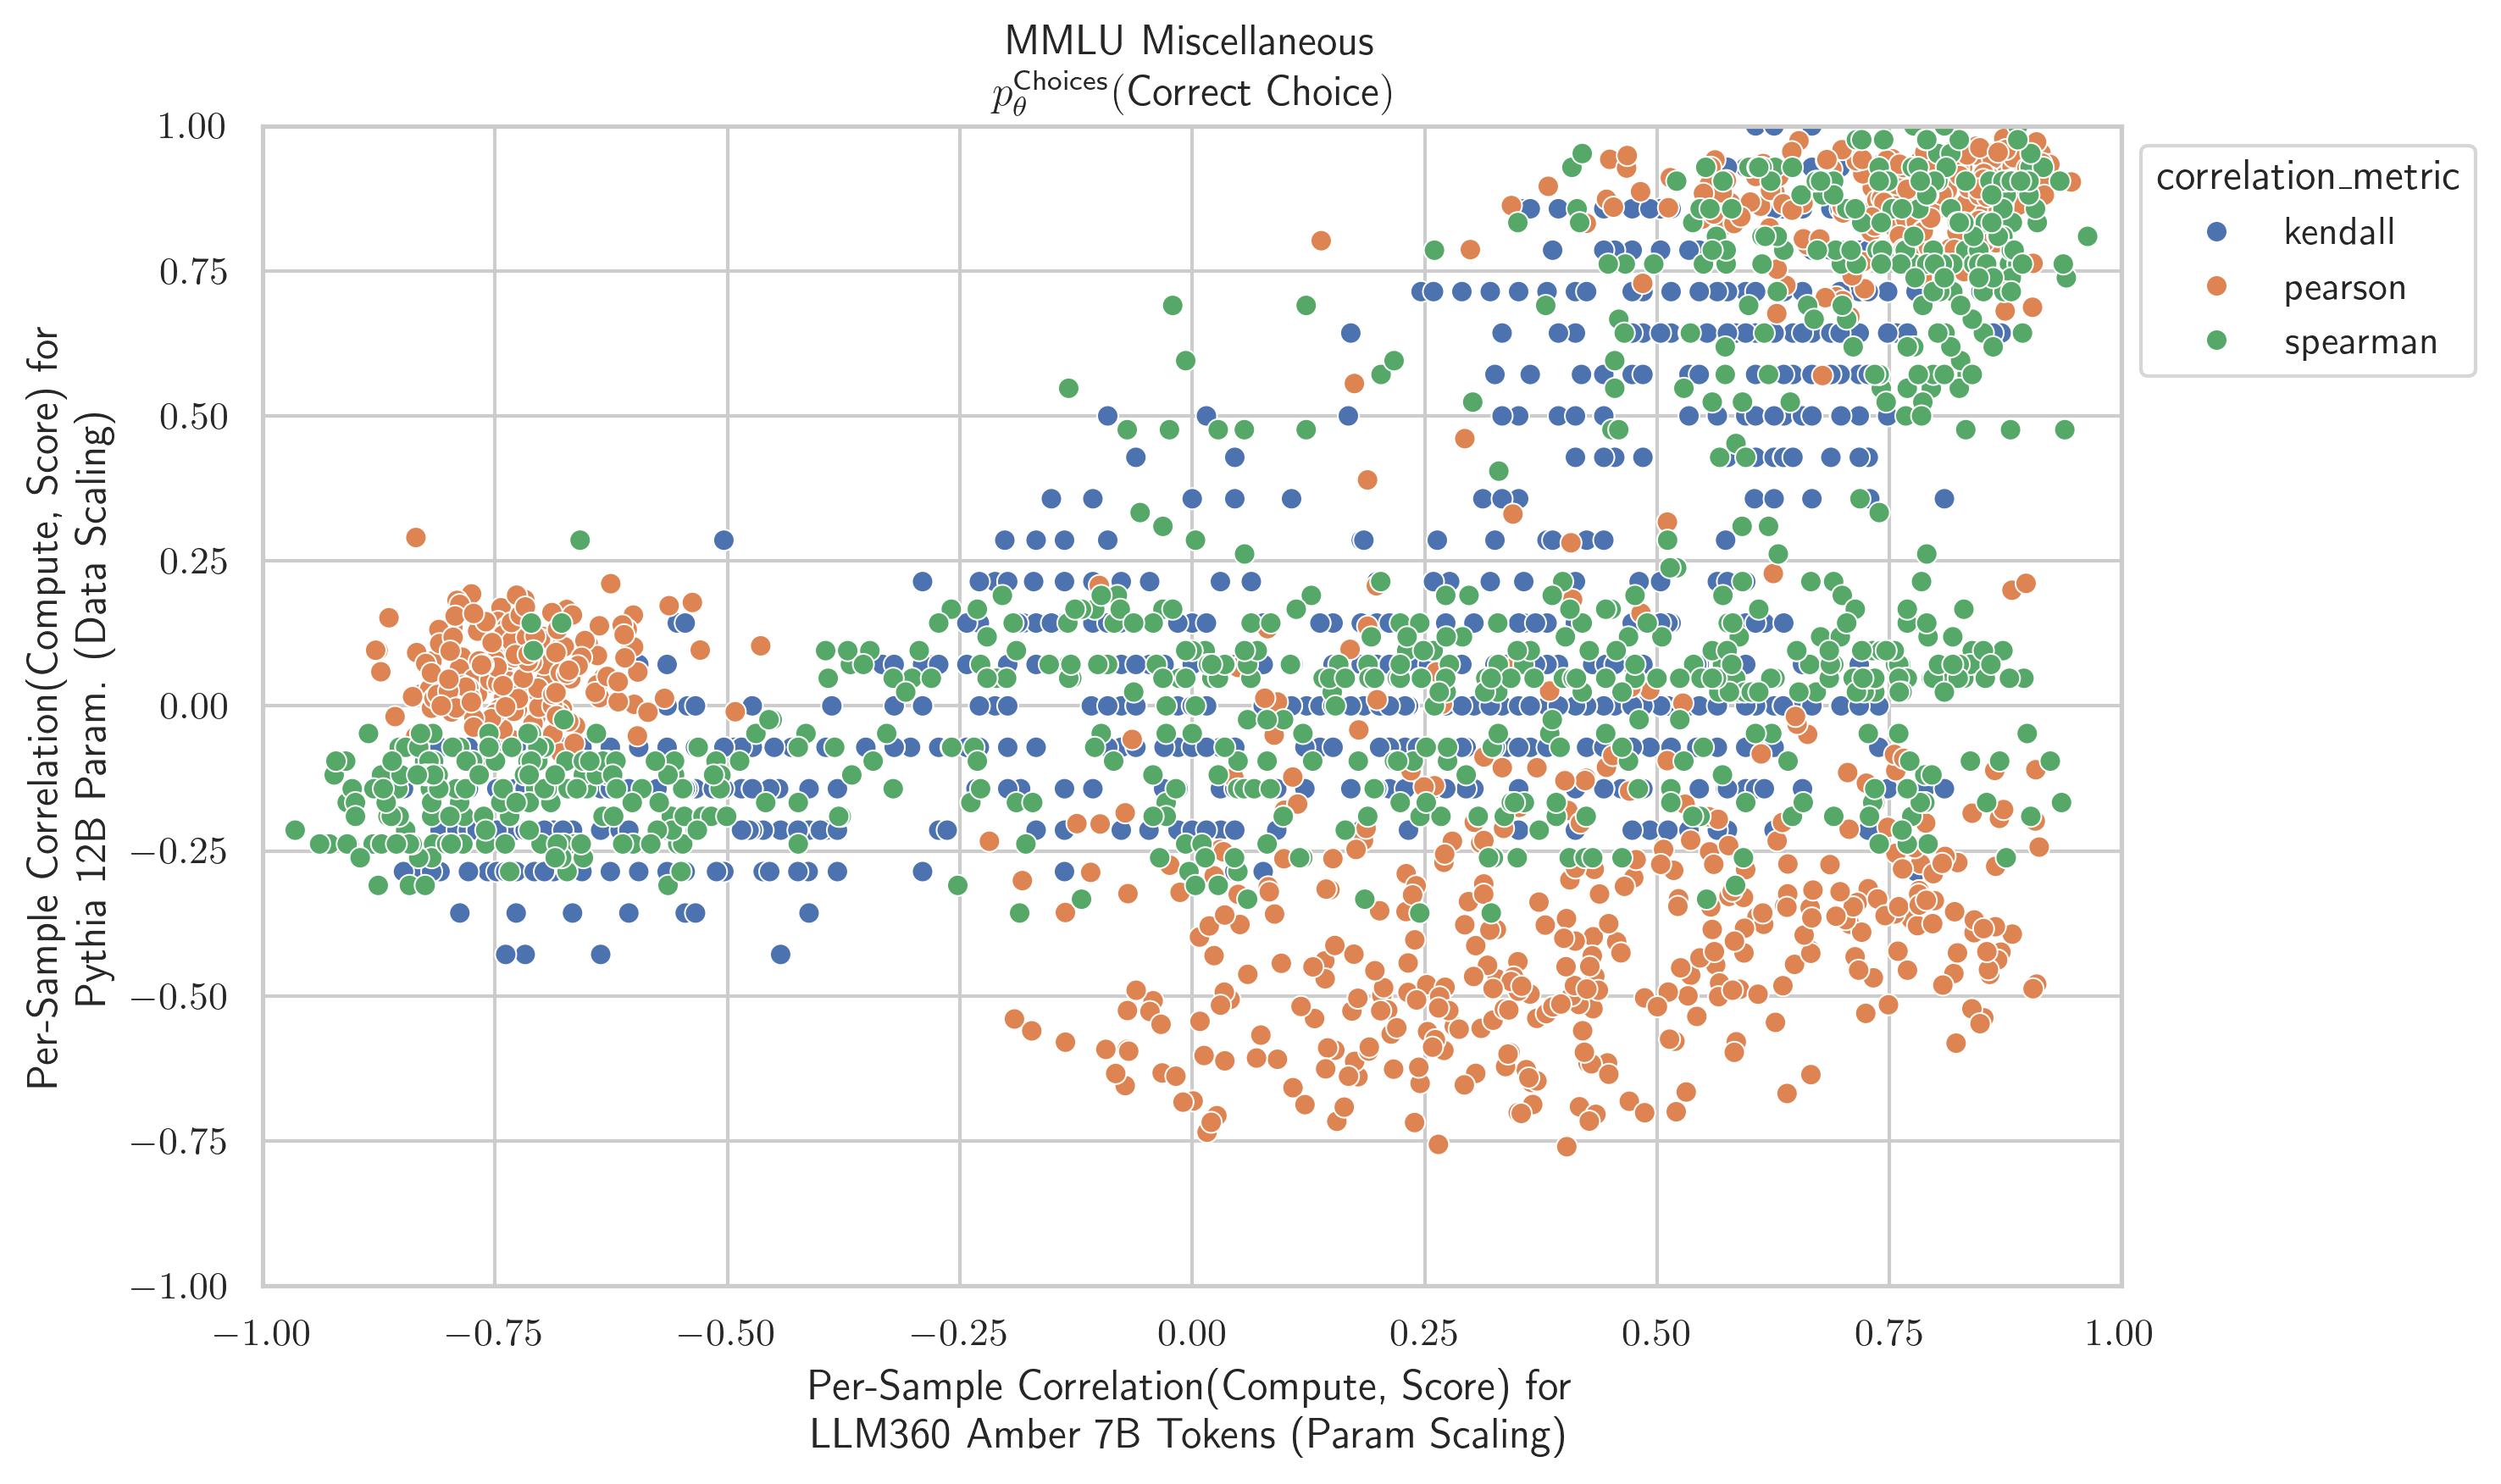 MMLU Miscellaneous
p_θ^Choices(Correct Choice)
1.00
0.75
0.50
0.25
0.00
−0.25
−0.50
−0.75
−1.00
Per-Sample Correlation(Compute, Score) for
Pythia 12B Param. (Data Scaling)
−1.00 −0.75 −0.50 −0.25 0.00 0.25 0.50 0.75 1.00
Per-Sample Correlation(Compute, Score) for
LLM360 Amber 7B Tokens (Param Scaling)
correlation_metric
kendall
pearson
spearman